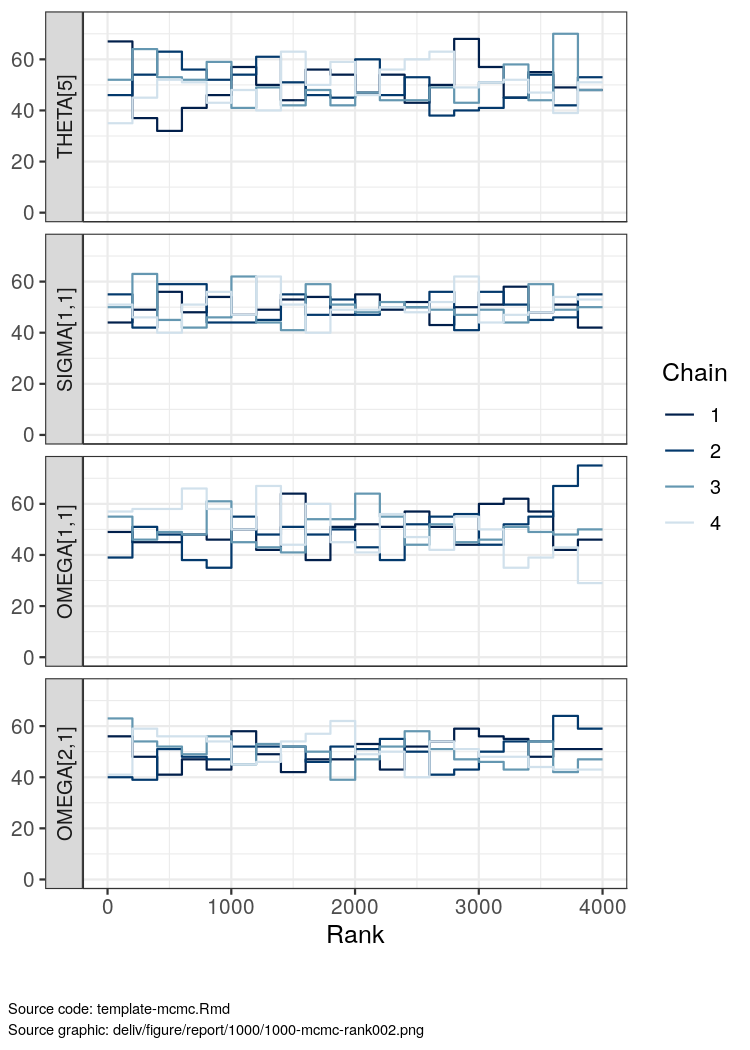 THETA[5]
60
40
20
0
SIGMA[1,1]
60
40
20
0
OMEGA[1,1]
60
40
20
0
OMEGA[2,1]
60
40
20
0
0 1000 2000 3000 4000
Rank
Chain
1
2
3
4
Source code: template-mcmc.Rmd
Source graphic: deliv/figure/report/1000/1000-mcmc-rank002.png